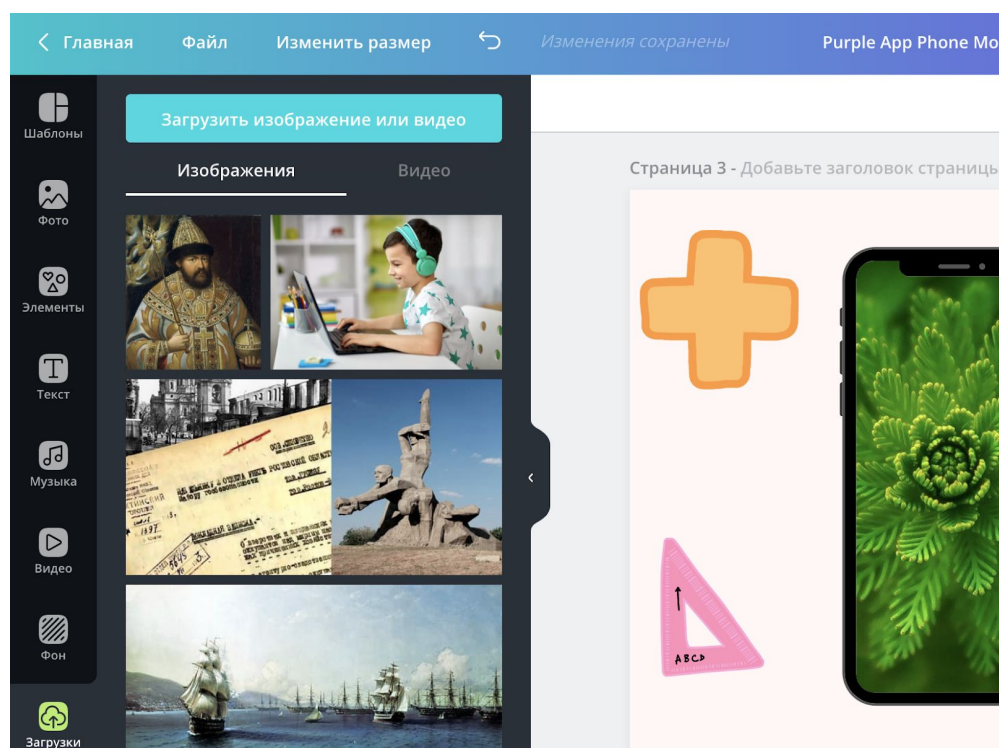 Главная
Файл
Изменить размер
Изменения сохранены
Purple App Phone Mo
Шаблоны
Фото
Элементы
Текст
Музыка
Видео
Фон
Загрузки
Загрузить изображение или видео
Изображения
Видео
Страница 3 - Добавьте заголовок страницы
ABCD